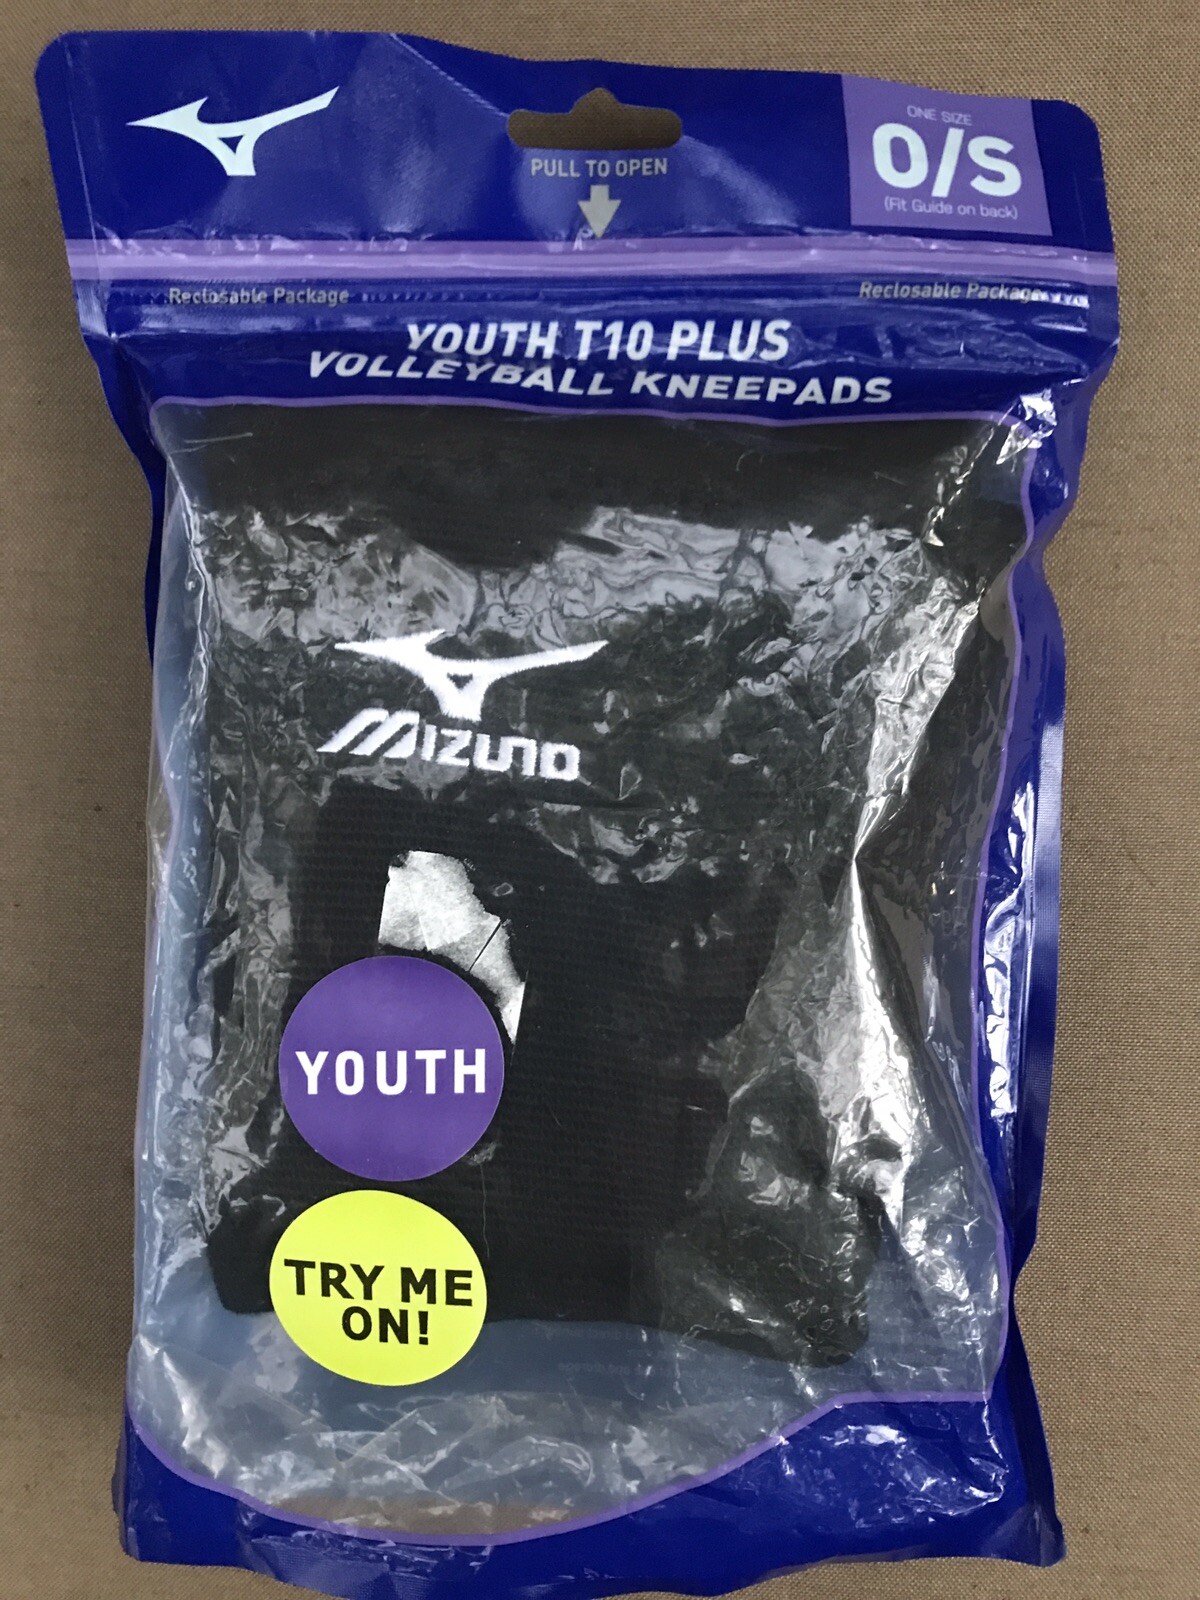 ONE SIZE
O/S
(Fit Guide on back)
PULL TO OPEN
Reclosable Package
Reclosable Package
YOUTH T10 PLUS
VOLLEYBALL KNEEPADS
MIZUNO
YOUTH
TRY ME
ON!